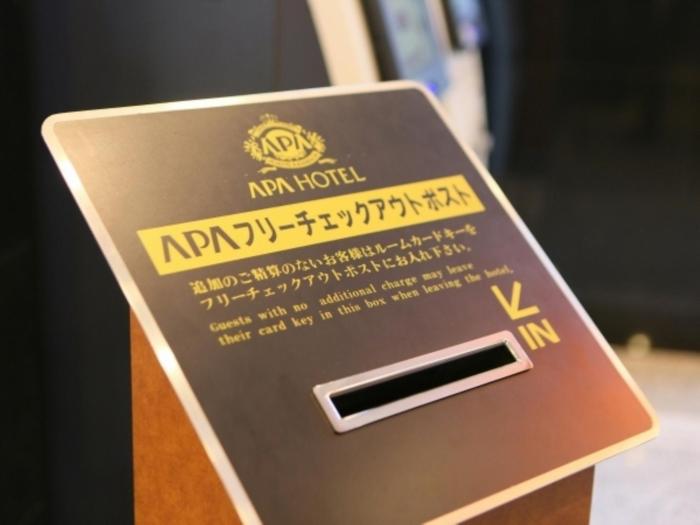 APA
APA HOTEL
APAフリーチェックアウトポスト
追加のご精算のないお客様はルームカードキーを
フリーチェックアウトポストにお入れ下さい。
Guests with no additional charge may leave
their card key in this box when leaving the hotel.
IN